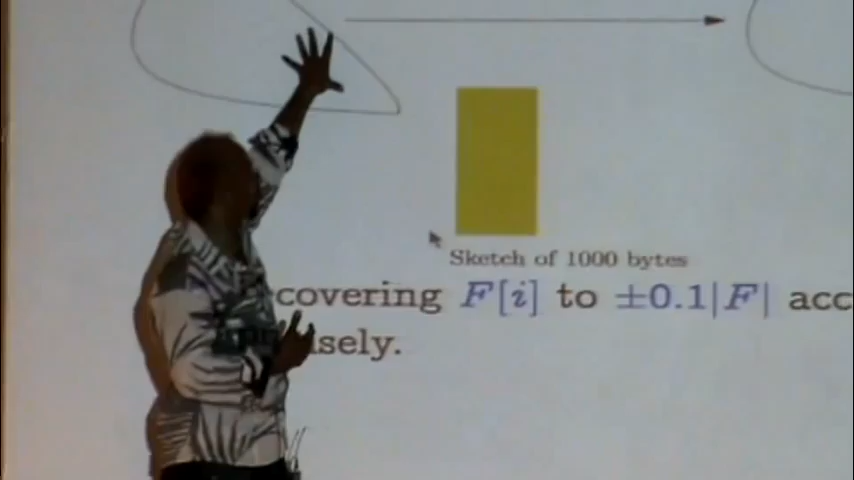 Sketch of 1000 bytes
covering F[i] to ±0.1|F| acc
isely.